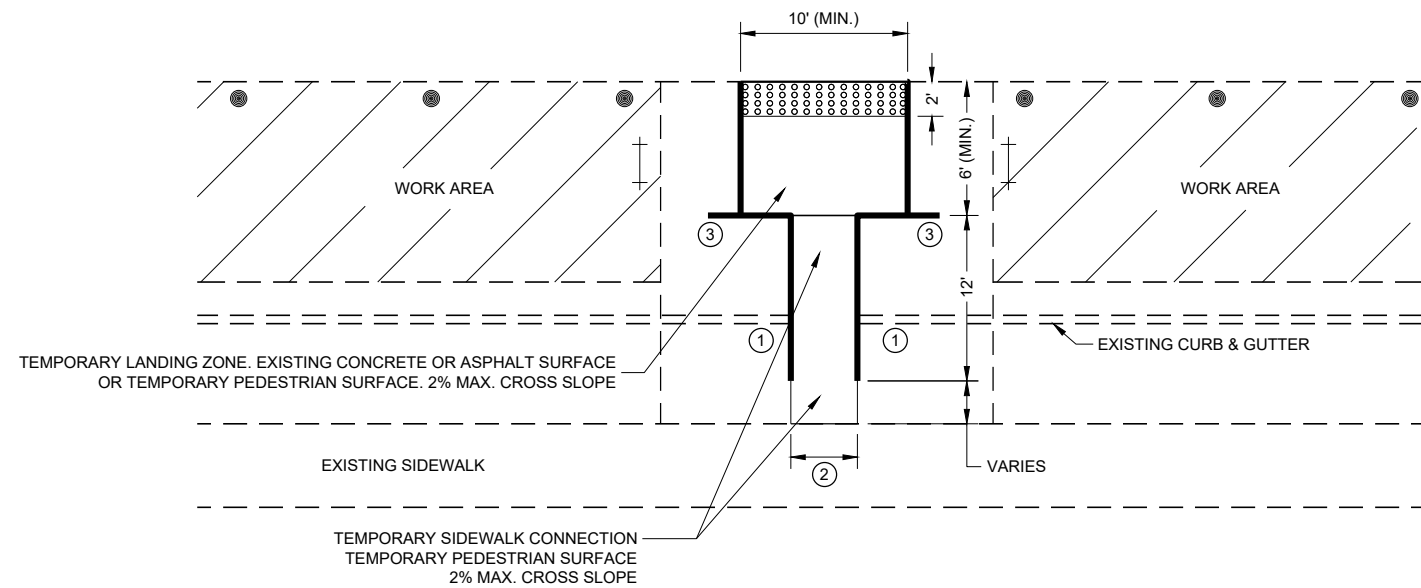 10' (MIN.)
2'
6' (MIN.)
WORK AREA
WORK AREA
3
3
12'
1
1
EXISTING CURB & GUTTER
TEMPORARY LANDING ZONE. EXISTING CONCRETE OR ASPHALT SURFACE
OR TEMPORARY PEDESTRIAN SURFACE. 2% MAX. CROSS SLOPE
EXISTING SIDEWALK
2
VARIES
TEMPORARY SIDEWALK CONNECTION
TEMPORARY PEDESTRIAN SURFACE
2% MAX. CROSS SLOPE